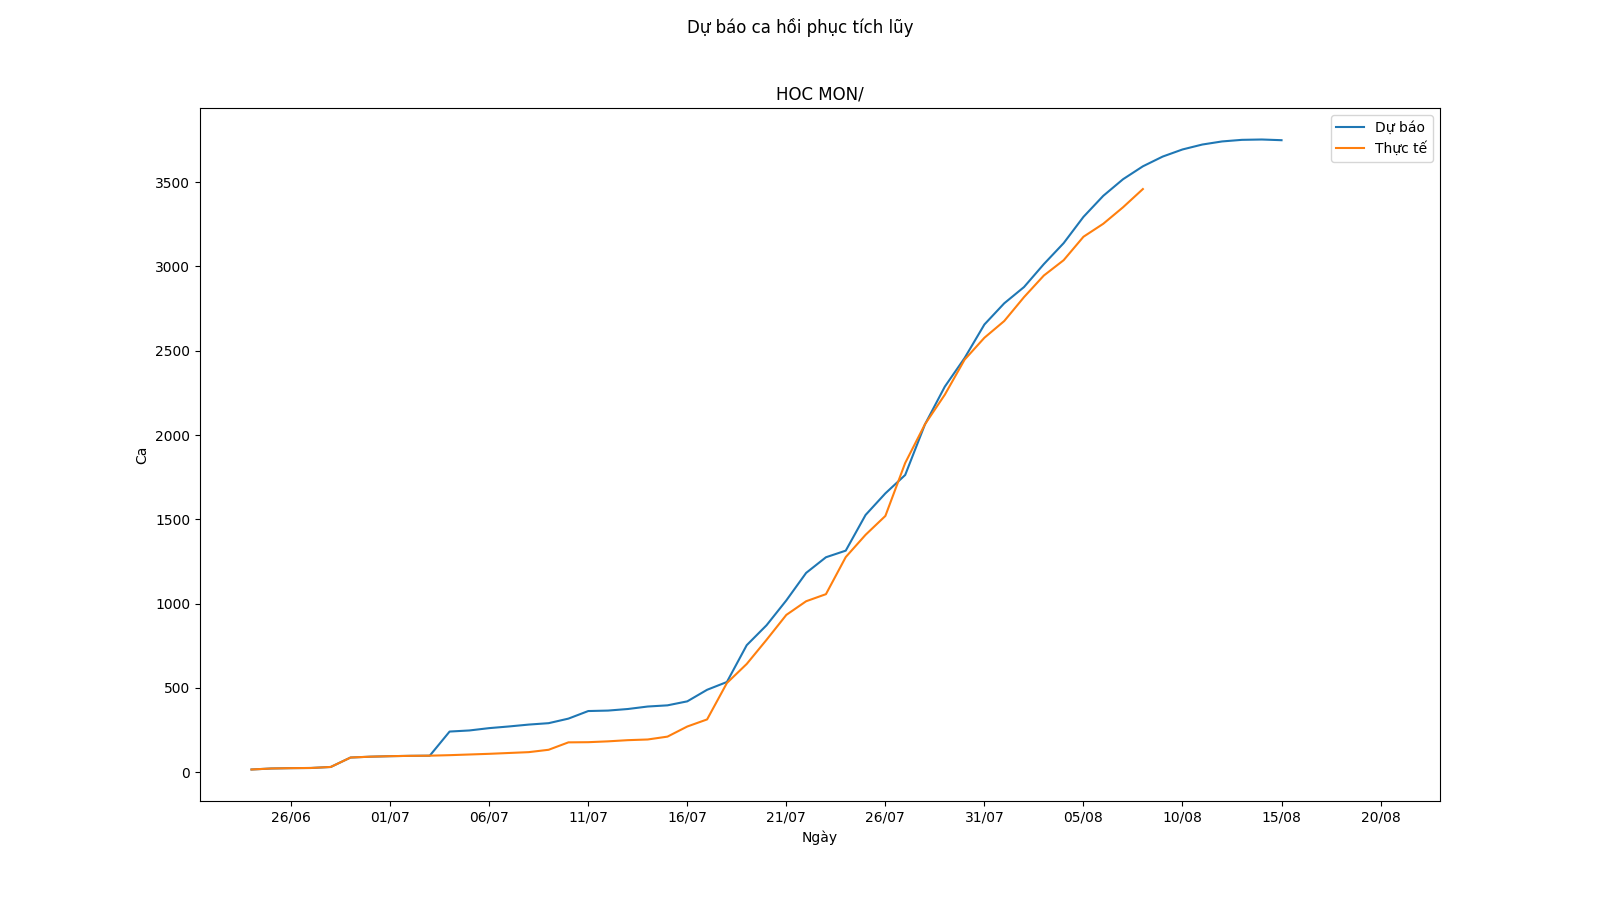 Dự báo ca hồi phục tích lũy
HOC MON/
Dự báo
Thực tế
3500
3000
2500
2000
1500
1000
500
0
Ca
26/06 01/07 06/07 11/07 16/07 21/07 26/07 31/07 05/08 10/08 15/08 20/08
Ngày